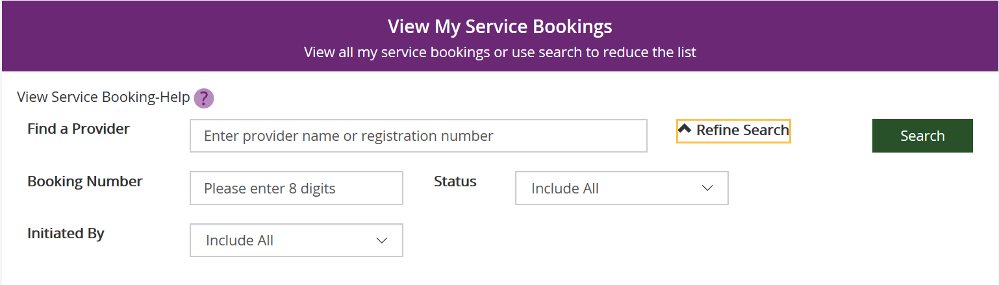 View My Service Bookings
View all my service bookings or use search to reduce the list
View Service Booking-Help ?
Find a Provider
Enter provider name or registration number
Refine Search
Search
Booking Number
Please enter 8 digits
Status
Include All
Initiated By
Include All